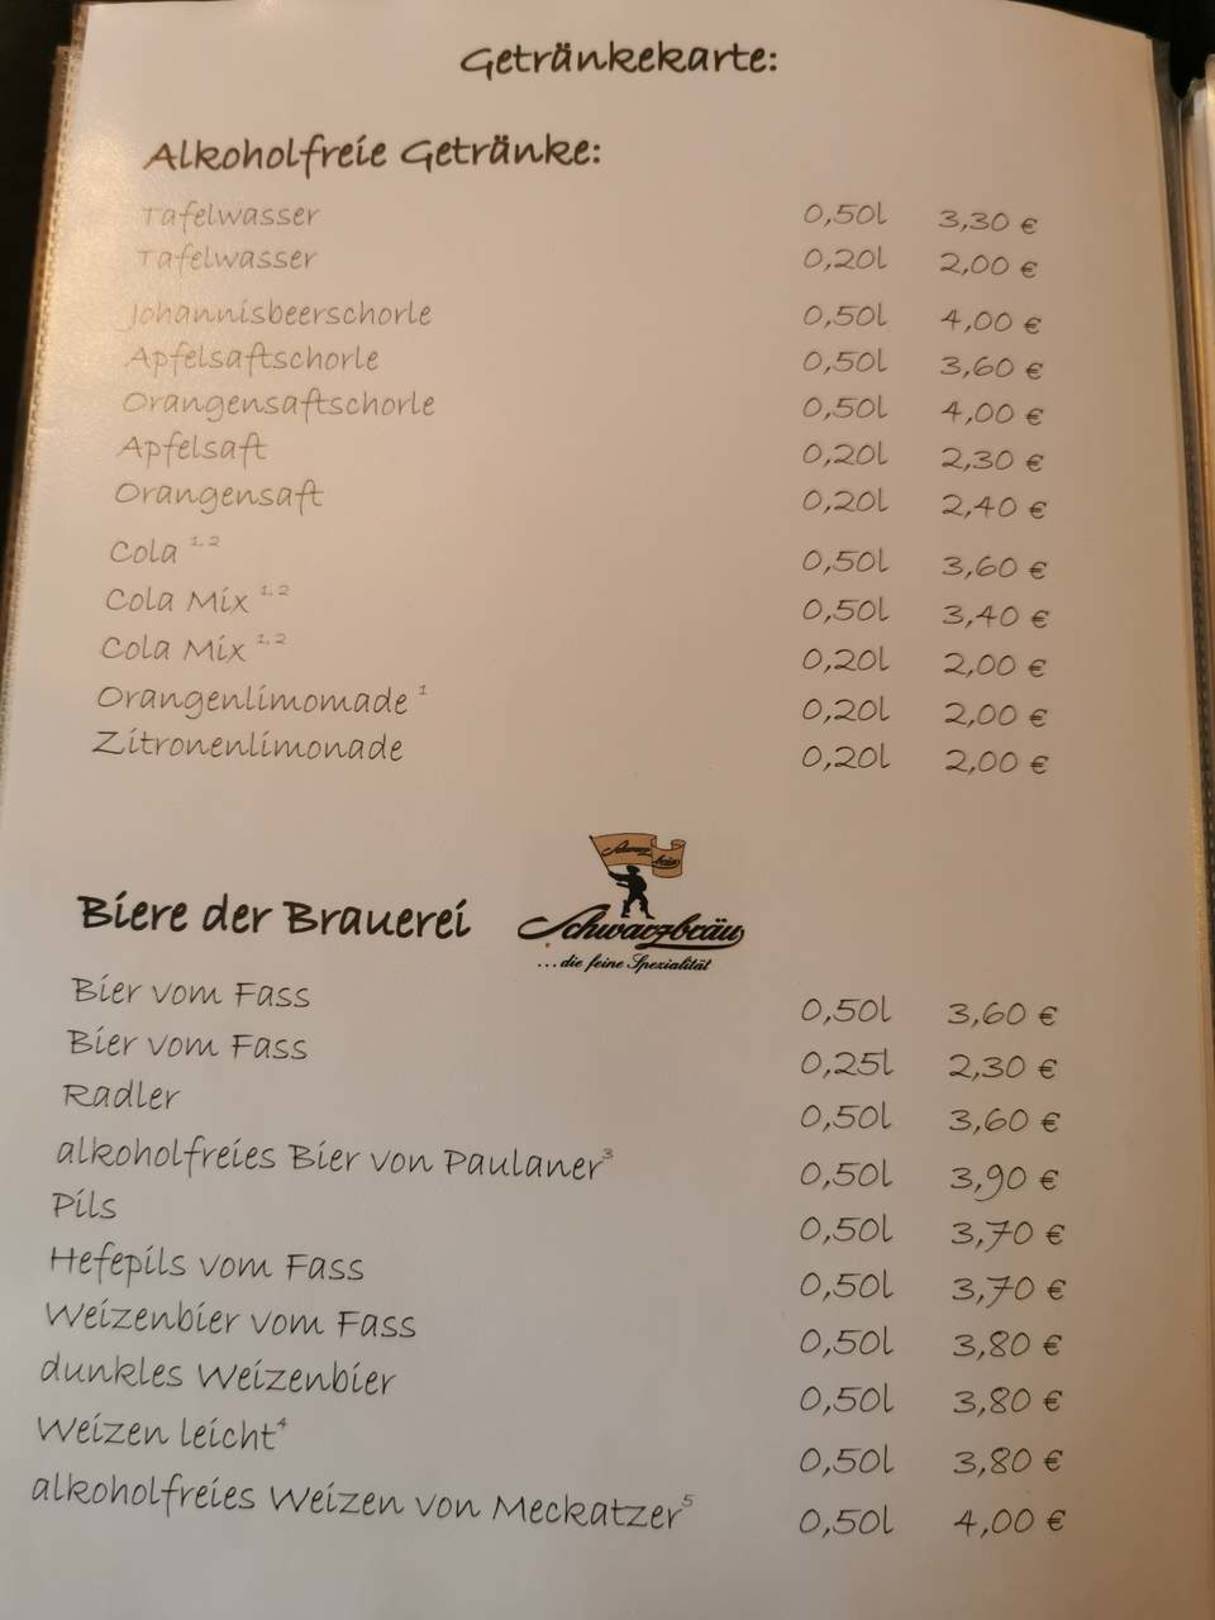 Getränkekarte:
Alkoholfreie Getränke:
Tafelwasser 0,50l 3,30 €
Tafelwasser 0,20l 2,00 €
Johannisbeerschorle 0,50l 4,00 €
Apfelsaftschorle 0,50l 3,60 €
Orangensaftschorle 0,50l 4,00 €
Apfelsaft 0,20l 2,30 €
Orangensaft 0,20l 2,40 €
Cola 1,2 0,50l 3,60 €
Cola Mix 1,2 0,50l 3,40 €
Cola Mix 1,2 0,20l 2,00 €
Orangenlimomade 1 0,20l 2,00 €
Zitronenlimonade 0,20l 2,00 €
Biere der Brauerei Schwarzbräu
...die feine Spezialität
Bier vom Fass 0,50l 3,60 €
Bier vom Fass 0,25l 2,30 €
Radler 0,50l 3,60 €
alkoholfreies Bier von Paulaner3 0,50l 3,90 €
Pils 0,50l 3,70 €
Hefepils vom Fass 0,50l 3,70 €
Weizenbier vom Fass 0,50l 3,80 €
dunkles Weizenbier 0,50l 3,80 €
Weizen leicht4 0,50l 3,80 €
alkoholfreies Weizen von Meckatzer5 0,50l 4,00 €